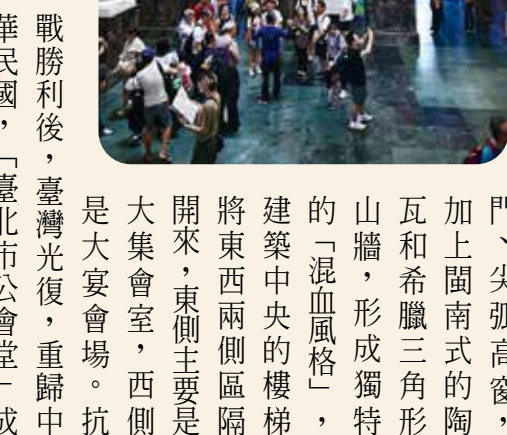 門、尖弧高窗，
加上閩南式的陶
瓦和希臘三角形
山牆，形成獨特
的「混血風格」，
建築中央的樓梯
將東西兩側區隔
開來，東側主要是
大集會室，西側
是大宴會場。抗
戰勝利後，臺灣光復，重歸中
華民國，「臺北市公會堂」成